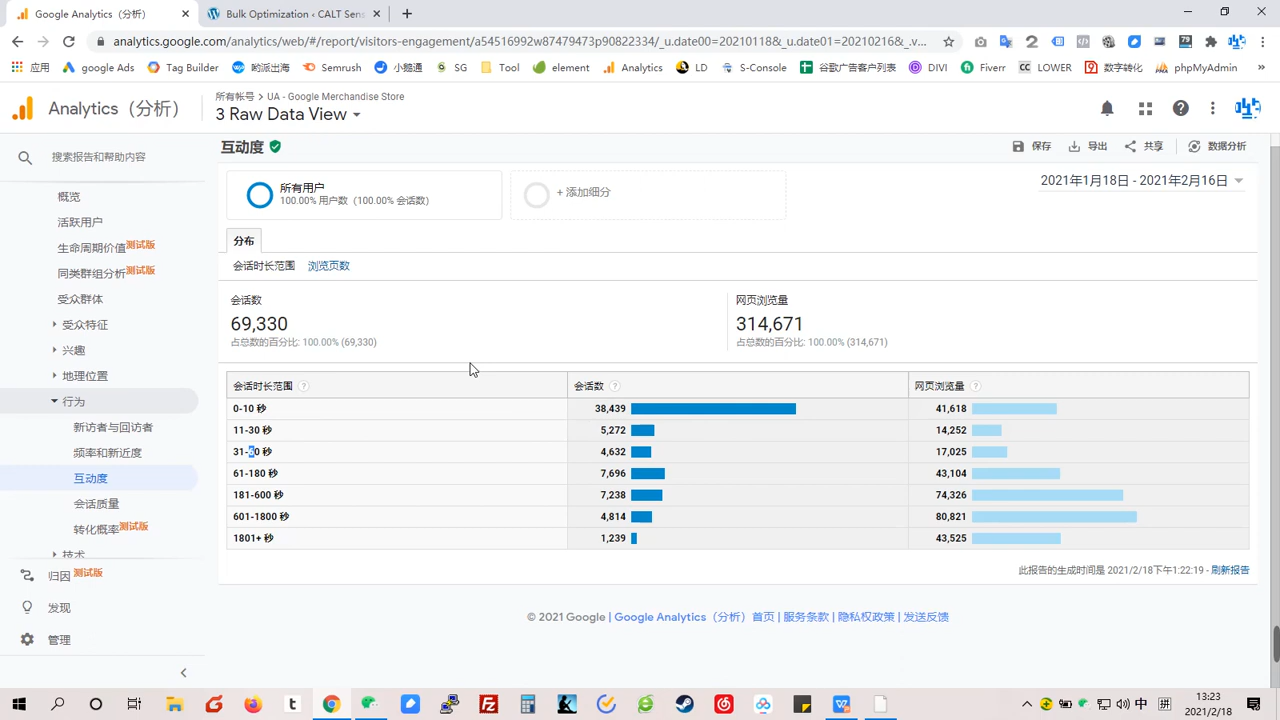 Google Analytics（分析）
Bulk Optimization ‹ CALT Sens
analytics.google.com/analytics/web/#/report/visitors-engagement/a54516992w87479473p90822334/_u.date00=20210118&_u.date01=20210216&_.v...
应用
google Ads
Tag Builder
晗派出海
Semrush
小鹅通
SG
Tool
element
Analytics
LD
S-Console
谷歌广告客户列表
DIVI
Fiverr
CC LOWER
数字转化
phpMyAdmin
»
Analytics（分析）
所有帐号 > UA - Google Merchandise Store
3 Raw Data View
搜索报告和帮助内容
概览
活跃用户
生命周期价值测试版
同类群组分析测试版
受众群体
受众特征
兴趣
地理位置
行为
新访者与回访者
频率和新近度
互动度
会话质量
转化概率测试版
技术
归因 测试版
发现
管理
互动度
保存
导出
共享
数据分析
所有用户
100.00% 用户数（100.00% 会话数）
+ 添加细分
2021年1月18日 - 2021年2月16日
分布
会话时长范围 浏览页数
会话数
69,330
占总数的百分比: 100.00% (69,330)
网页浏览量
314,671
占总数的百分比: 100.00% (314,671)
会话时长范围 会话数 网页浏览量
0-10 秒 38,439 41,618
11-30 秒 5,272 14,252
31-60 秒 4,632 17,025
61-180 秒 7,696 43,104
181-600 秒 7,238 74,326
601-1800 秒 4,814 80,821
1801+ 秒 1,239 43,525
此报告的生成时间是 2021/2/18下午1:22:19 - 刷新报告
© 2021 Google | Google Analytics（分析）首页 | 服务条款 | 隐私权政策 | 发送反馈
中
拼
13:23
2021/2/18